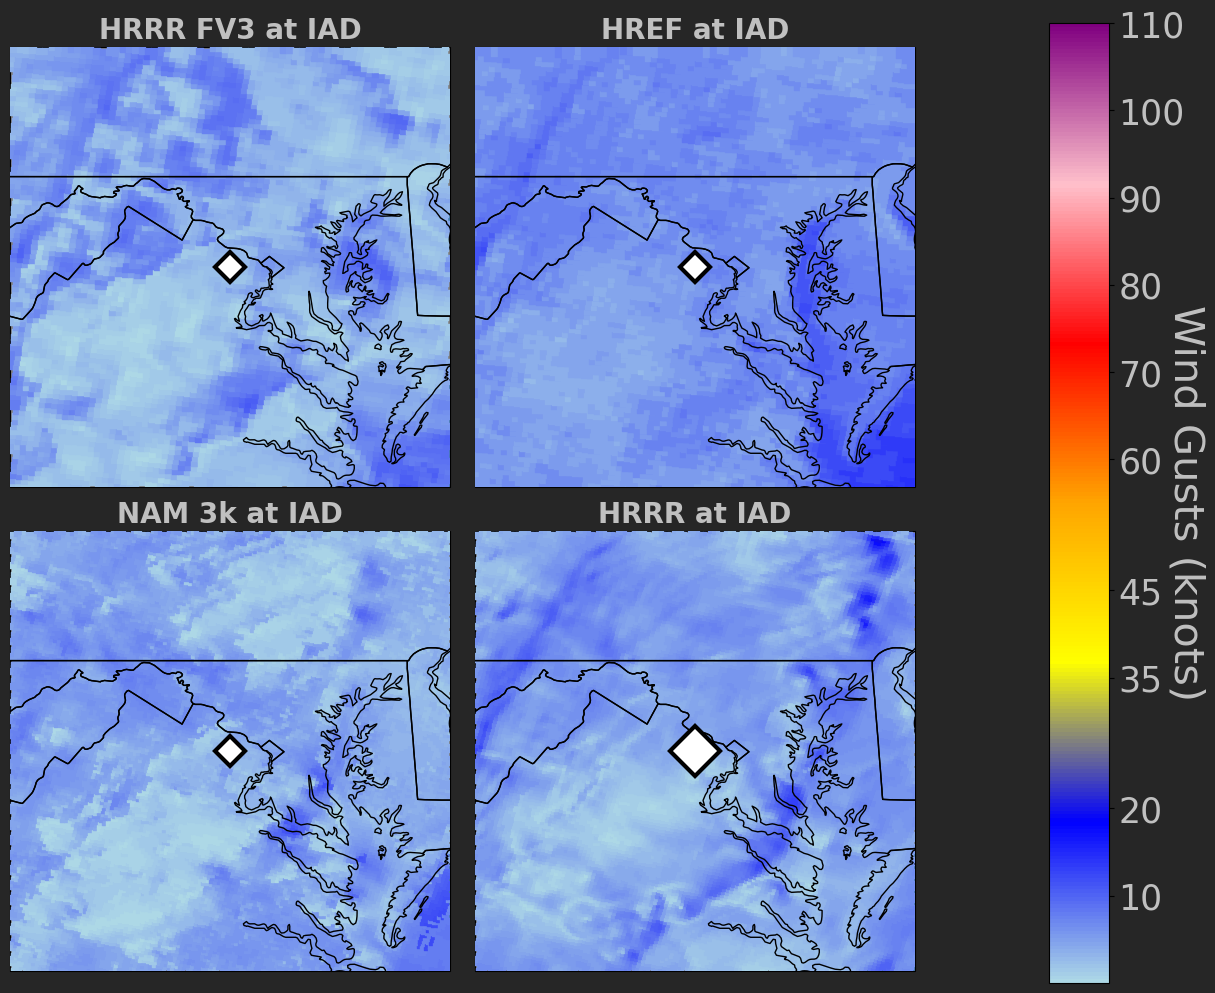 HRRR FV3 at IAD
HREF at IAD
NAM 3k at IAD
HRRR at IAD
110
100
90
80
70
60
45
35
20
10
Wind Gusts (knots)